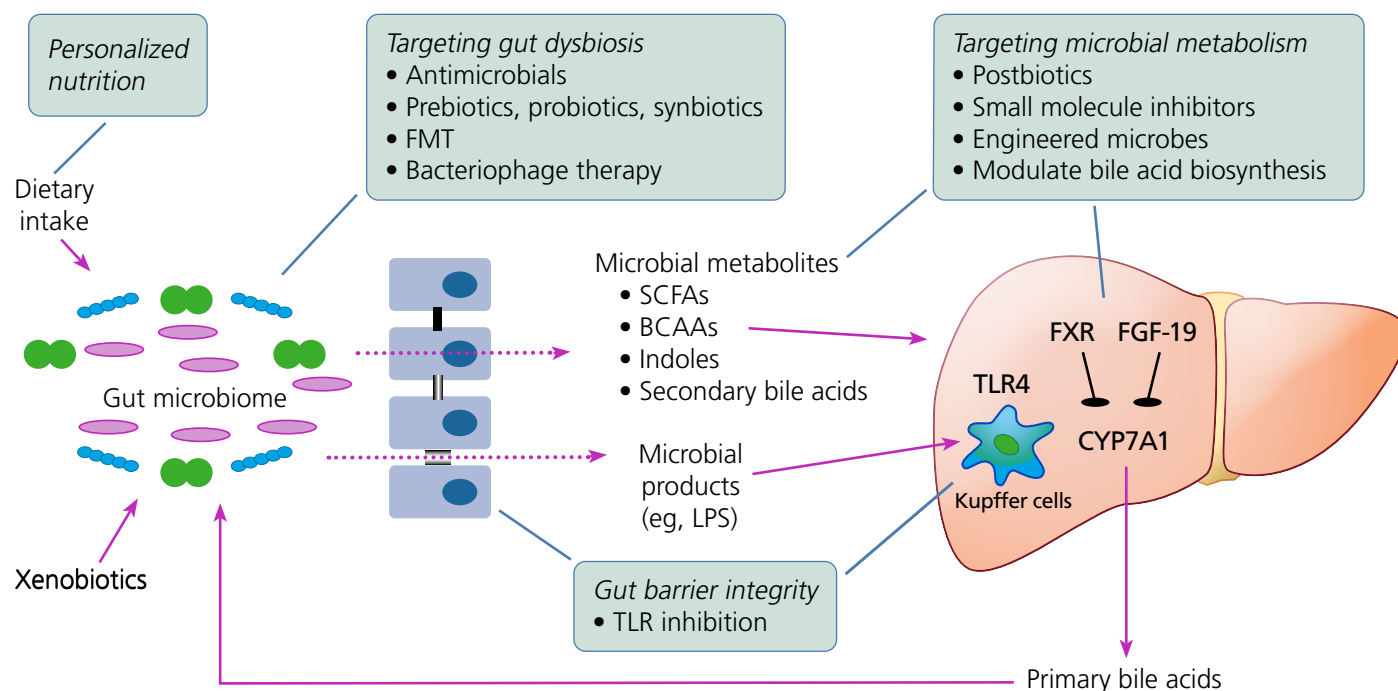 Personalized
nutrition
Targeting gut dysbiosis
• Antimicrobials
• Prebiotics, probiotics, synbiotics
• FMT
• Bacteriophage therapy
Targeting microbial metabolism
• Postbiotics
• Small molecule inhibitors
• Engineered microbes
• Modulate bile acid biosynthesis
Dietary
intake
Gut microbiome
Xenobiotics
Microbial metabolites
• SCFAs
• BCAAs
• Indoles
• Secondary bile acids
Microbial
products
(eg, LPS)
FXR
FGF-19
TLR4
CYP7A1
Kupffer cells
Gut barrier integrity
• TLR inhibition
Primary bile acids